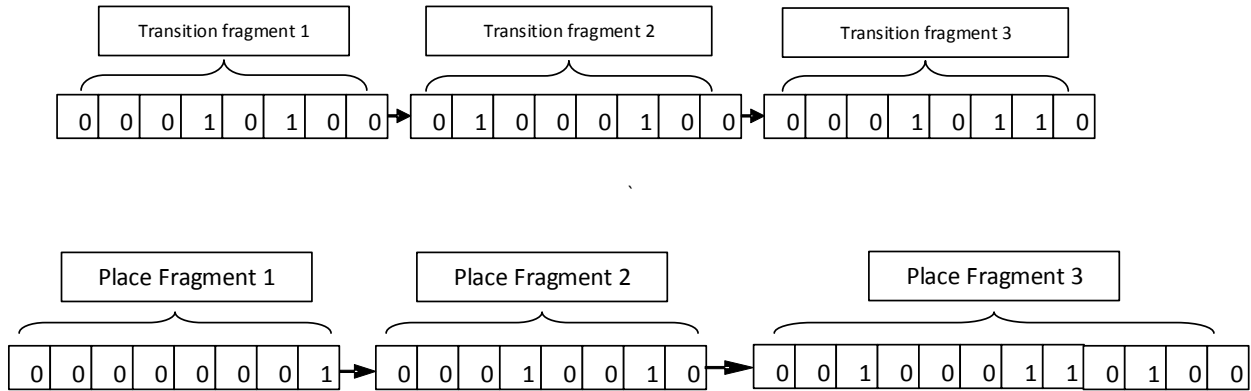 Transition fragment 1 Transition fragment 2 Transition fragment 3
0 0 0 1 0 1 0 0 0 1 0 0 0 1 0 0 0 0 0 1 0 1 1 0
`
Place Fragment 1 Place Fragment 2 Place Fragment 3
0 0 0 0 0 0 0 1 0 0 0 1 0 0 1 0 0 0 1 0 0 0 1 1 0 1 0 0